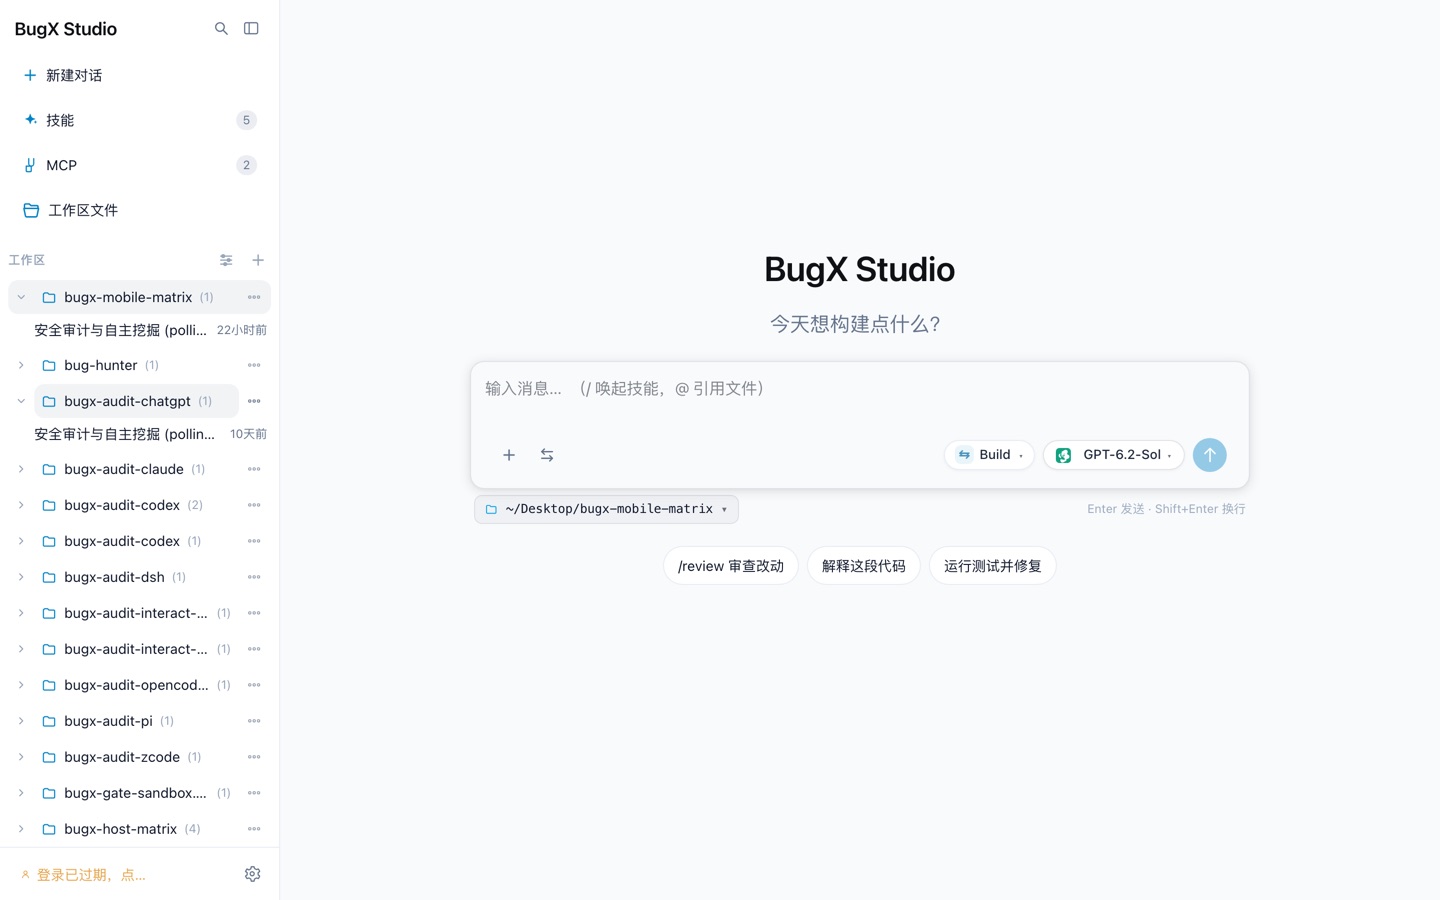 BugX Studio
新建对话
技能 5
MCP 2
工作区文件
工作区
bugx-mobile-matrix (1)
安全审计与自主挖掘 (polli... 22小时前
bug-hunter (1)
bugx-audit-chatgpt (1)
安全审计与自主挖掘 (pollin... 10天前
bugx-audit-claude (1)
bugx-audit-codex (2)
bugx-audit-codex (1)
bugx-audit-dsh (1)
bugx-audit-interact-... (1)
bugx-audit-interact-... (1)
bugx-audit-opencod... (1)
bugx-audit-pi (1)
bugx-audit-zcode (1)
bugx-gate-sandbox.... (1)
bugx-host-matrix (4)
登录已过期，点...
BugX Studio
今天想构建点什么?
输入消息... (/ 唤起技能，@ 引用文件)
Build GPT-6.2-Sol
~/Desktop/bugx-mobile-matrix
Enter 发送 · Shift+Enter 换行
/review 审查改动 解释这段代码 运行测试并修复